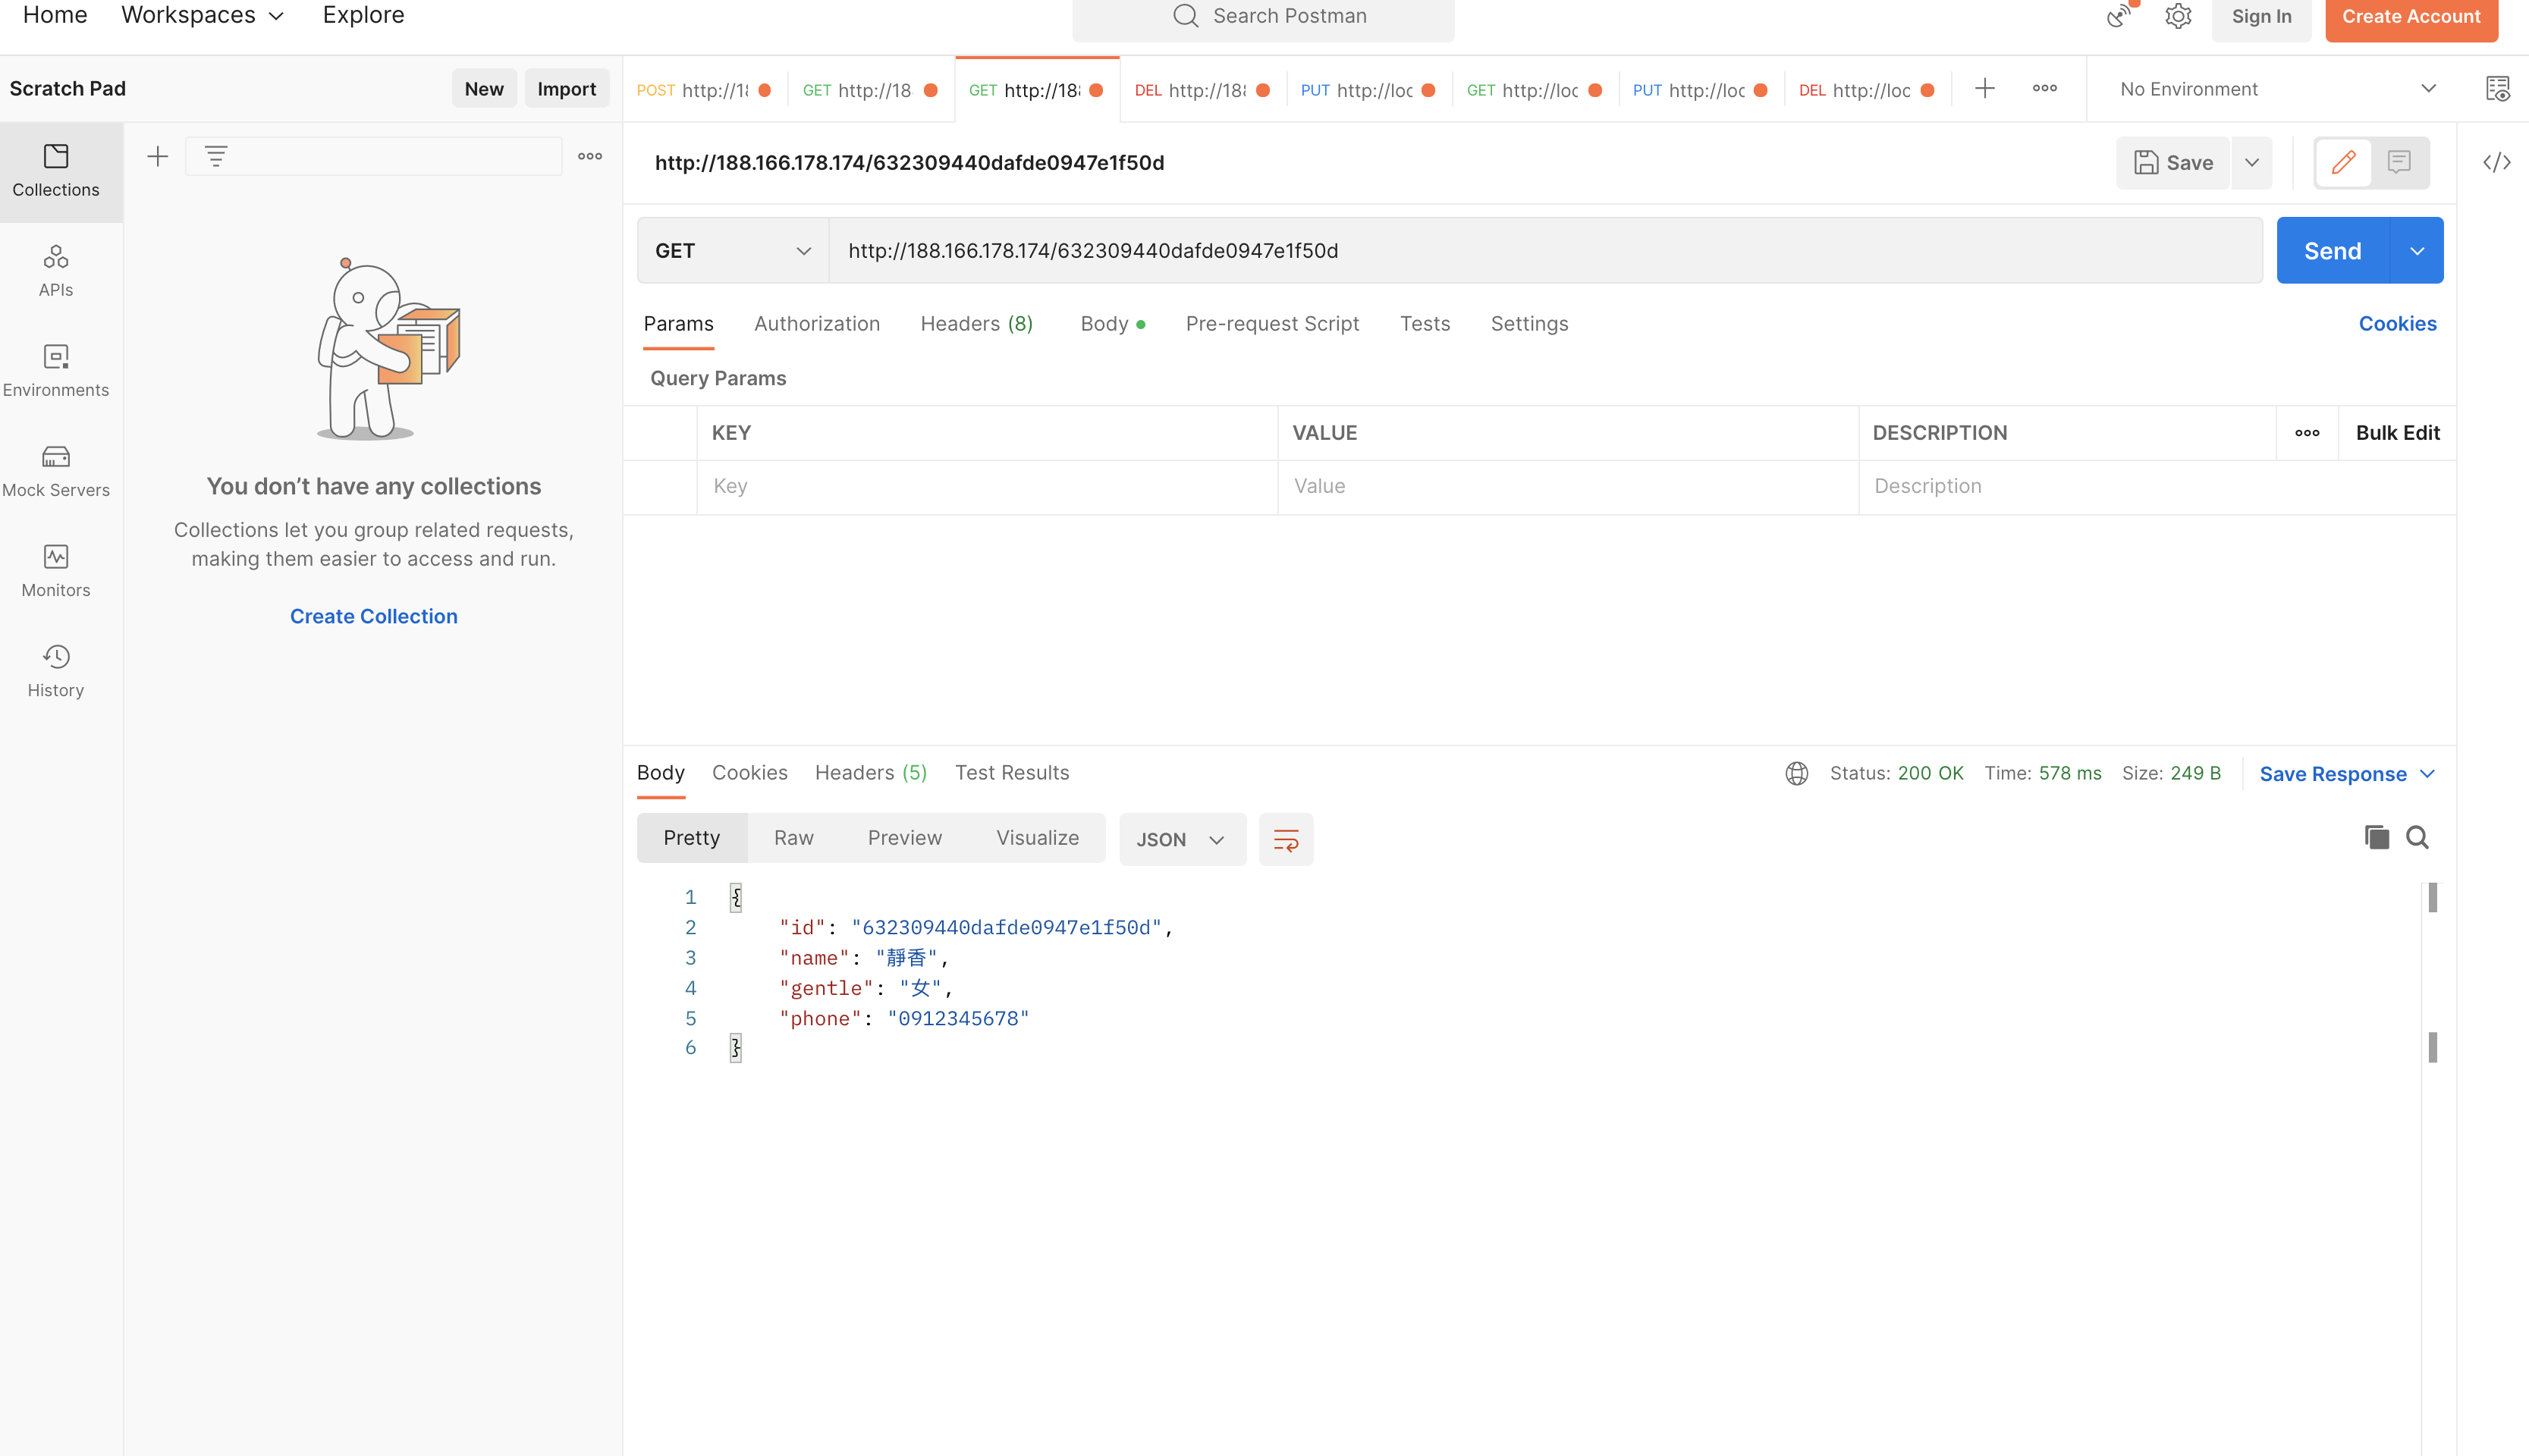 Home Workspaces Explore Search Postman Sign In Create Account
Scratch Pad New Import
POST http://18 GET http://18 GET http://188 DEL http://188 PUT http://loc GET http://loc PUT http://loc DEL http://loc No Environment
Collections
APIs
Environments
Mock Servers
Monitors
History
You don’t have any collections
Collections let you group related requests,
making them easier to access and run.
Create Collection
http://188.166.178.174/632309440dafde0947e1f50d Save
GET http://188.166.178.174/632309440dafde0947e1f50d Send
Params Authorization Headers (8) Body Pre-request Script Tests Settings Cookies
Query Params
KEY VALUE DESCRIPTION Bulk Edit
Key Value Description
Body Cookies Headers (5) Test Results Status: 200 OK Time: 578 ms Size: 249 B Save Response
Pretty Raw Preview Visualize JSON
1 {
2 "id": "632309440dafde0947e1f50d",
3 "name": "靜香",
4 "gentle": "女",
5 "phone": "0912345678"
6 }